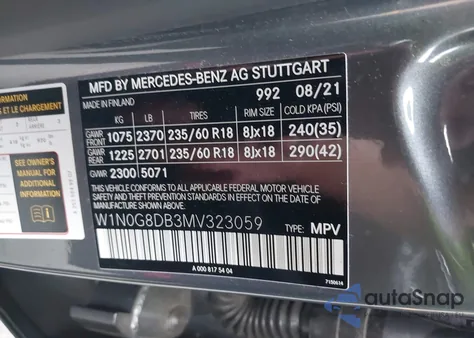 FORMATION
ET LE CHARGEMENT
SEE OWNER'S
MANUAL FOR
ADDITIONAL
INFORMATION
MFD BY MERCEDES-BENZ AG STUTTGART
MADE IN FINLAND 992 08/21
KG LB TIRES RIM SIZE COLD KPA(PSI)
GAWR FRONT 1075 2370 235/60 R18 8Jx18 240(35)
GAWR REAR 1225 2701 235/60 R18 8Jx18 290(42)
GVWR 2300 5071
THIS VEHICLE CONFORMS TO ALL APPLICABLE FEDERAL MOTOR VEHICLE
SAFETY STANDARDS IN EFFECT ON THE DATE OF MANUFACTURE SHOWN ABOVE.
W1N0G8DB3MV323059 TYPE: MPV
A 000 817 54 04
autoSnap